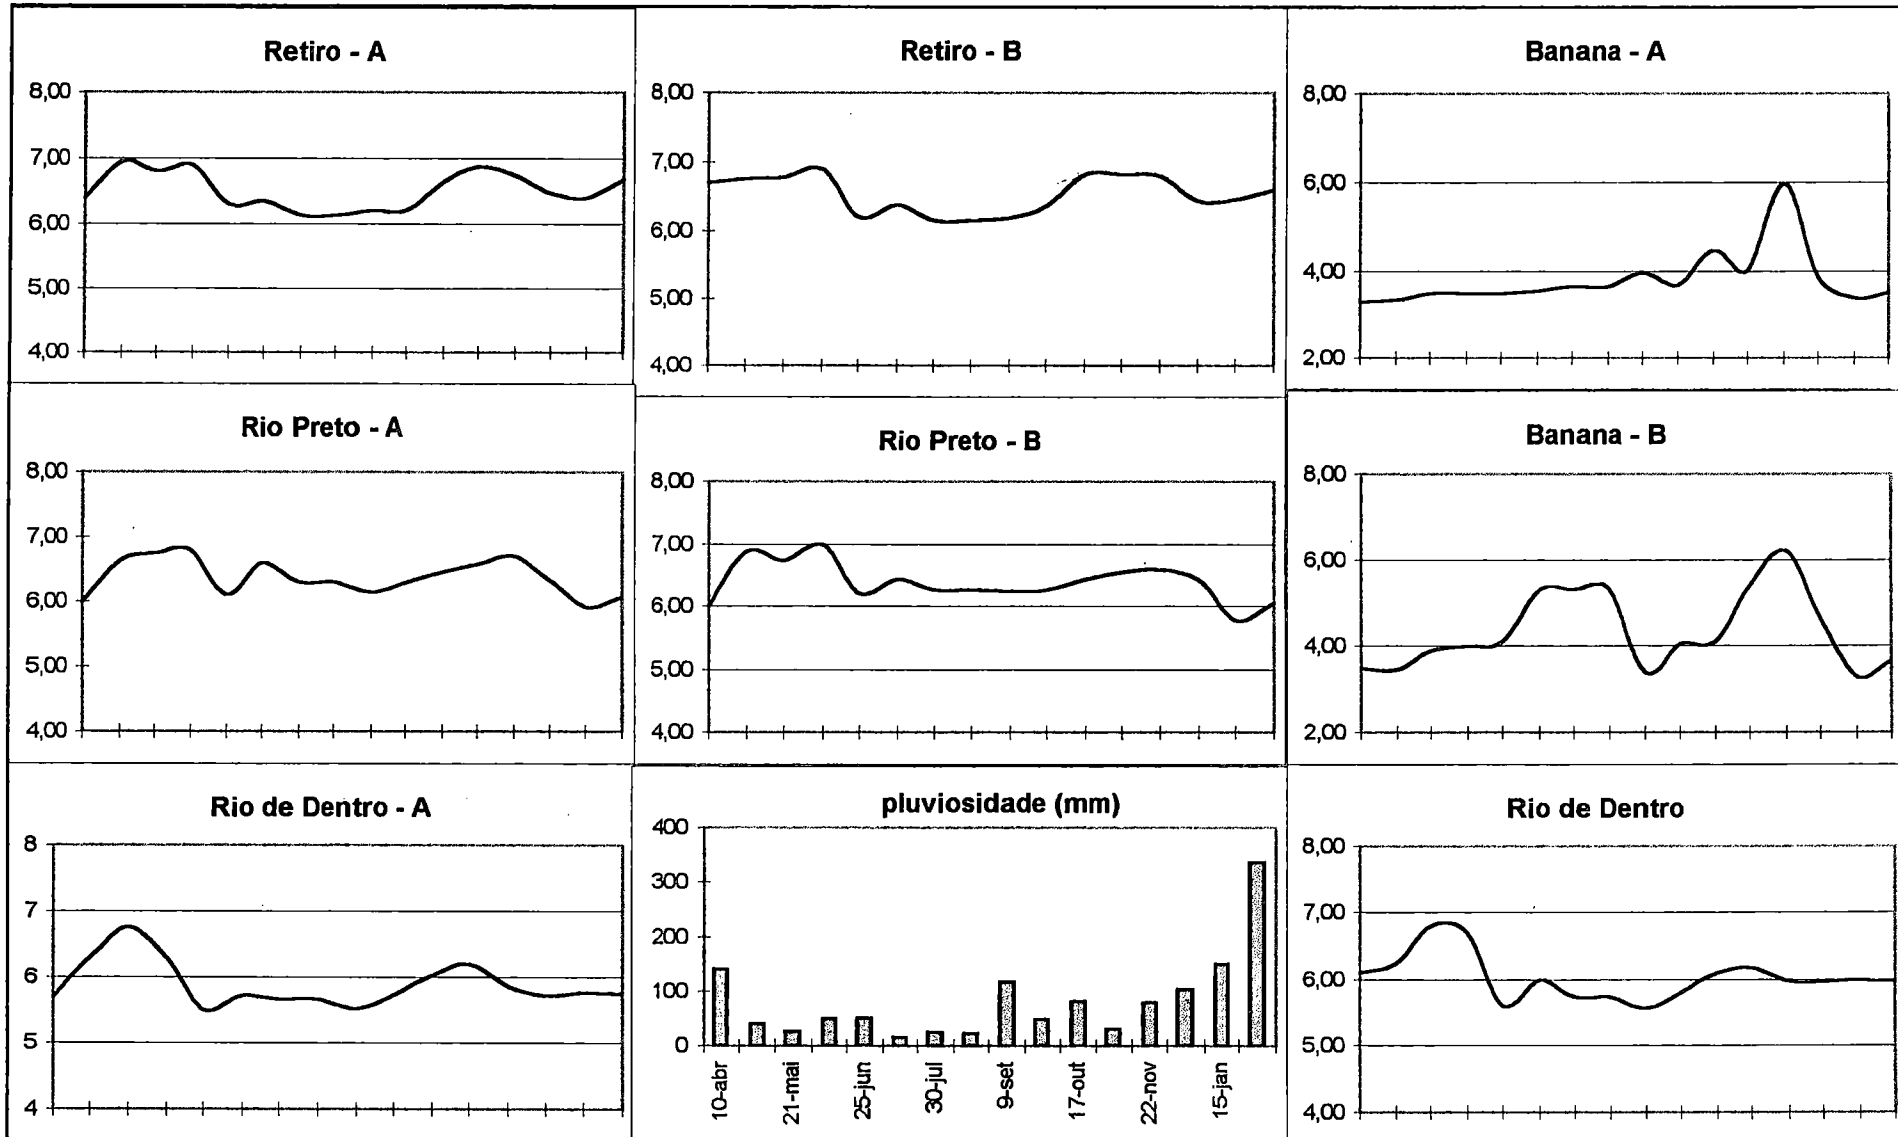 Retiro - A
8,00
7,00
6,00
5,00
4,00
Retiro - B
8,00
7,00
6,00
5,00
4,00
Banana - A
8,00
6,00
4,00
2,00
Rio Preto - A
8,00
7,00
6,00
5,00
4,00
Rio Preto - B
8,00
7,00
6,00
5,00
4,00
Banana - B
8,00
6,00
4,00
2,00
Rio de Dentro - A
8
7
6
5
4
pluviosidade (mm)
400
300
200
100
0
10-abr
21-mai
25-jun
30-jul
9-set
17-out
22-nov
15-jan
Rio de Dentro
8,00
7,00
6,00
5,00
4,00